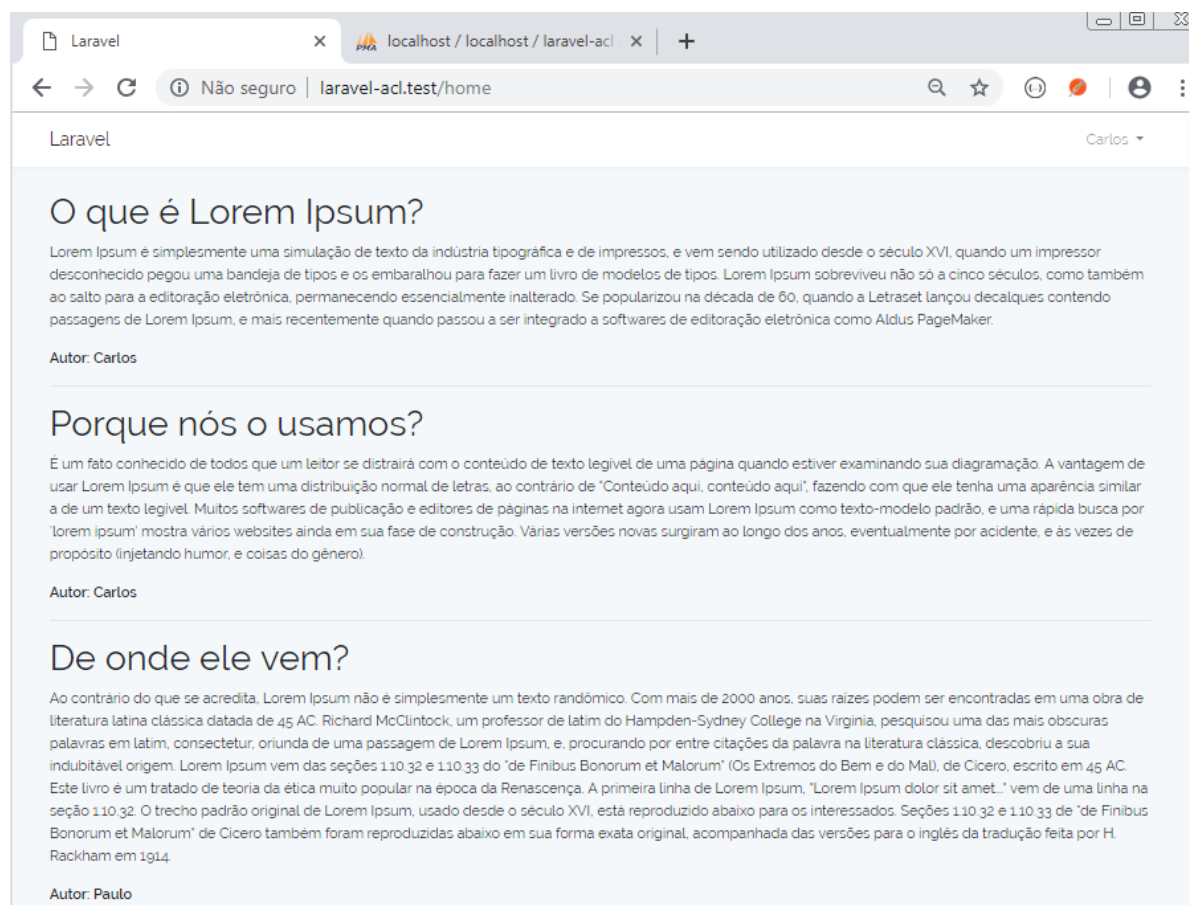 Laravel
localhost / localhost / laravel-acl
Não seguro | laravel-acl.test/home
Laravel
Carlos
O que é Lorem Ipsum?
Lorem Ipsum é simplesmente uma simulação de texto da indústria tipográfica e de impressos, e vem sendo utilizado desde o século XVI, quando um impressor
desconhecido pegou uma bandeja de tipos e os embaralhou para fazer um livro de modelos de tipos. Lorem Ipsum sobreviveu não só a cinco séculos, como também
ao salto para a editoração eletrônica, permanecendo essencialmente inalterado. Se popularizou na década de 60, quando a Letraset lançou decalques contendo
passagens de Lorem Ipsum, e mais recentemente quando passou a ser integrado a softwares de editoração eletrônica como Aldus PageMaker.
Autor: Carlos
Porque nós o usamos?
É um fato conhecido de todos que um leitor se distrairá com o conteúdo de texto legível de uma página quando estiver examinando sua diagramação. A vantagem de
usar Lorem Ipsum é que ele tem uma distribuição normal de letras, ao contrário de "Conteúdo aqui, conteúdo aqui", fazendo com que ele tenha uma aparência similar
a de um texto legível. Muitos softwares de publicação e editores de páginas na internet agora usam Lorem Ipsum como texto-modelo padrão, e uma rápida busca por
'lorem ipsum' mostra vários websites ainda em sua fase de construção. Várias versões novas surgiram ao longo dos anos, eventualmente por acidente, e às vezes de
propósito (injetando humor, e coisas do gênero).
Autor: Carlos
De onde ele vem?
Ao contrário do que se acredita, Lorem Ipsum não é simplesmente um texto randômico. Com mais de 2000 anos, suas raízes podem ser encontradas em uma obra de
literatura latina clássica datada de 45 AC. Richard McClintock, um professor de latim do Hampden-Sydney College na Virginia, pesquisou uma das mais obscuras
palavras em latim, consectetur, oriunda de uma passagem de Lorem Ipsum, e, procurando por entre citações da palavra na literatura clássica, descobriu a sua
indubitável origem. Lorem Ipsum vem das seções 1.10.32 e 1.10.33 do "de Finibus Bonorum et Malorum" (Os Extremos do Bem e do Mal), de Cícero, escrito em 45 AC.
Este livro é um tratado de teoria da ética muito popular na época da Renascença. A primeira linha de Lorem Ipsum, "Lorem Ipsum dolor sit amet..." vem de uma linha na
seção 1.10.32. O trecho padrão original de Lorem Ipsum, usado desde o século XVI, está reproduzido abaixo para os interessados. Seções 1.10.32 e 1.10.33 de "de Finibus
Bonorum et Malorum" de Cicero também foram reproduzidas abaixo em sua forma exata original, acompanhada das versões para o inglês da tradução feita por H.
Rackham em 1914.
Autor: Paulo